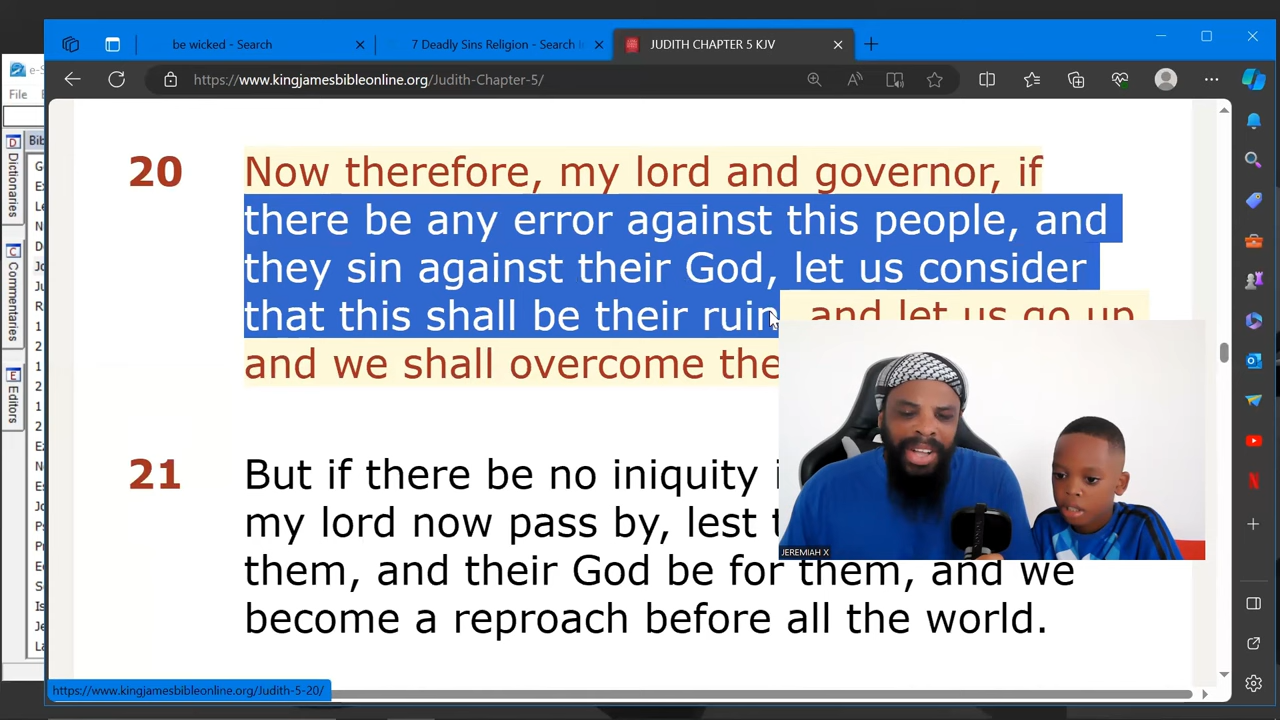 be wicked - Search
7 Deadly Sins Religion - Search
JUDITH CHAPTER 5 KJV
https://www.kingjamesbibleonline.org/Judith-Chapter-5/
File
Bib
Dictionaries
Commentaries
Editors
20 Now therefore, my lord and governor, if
there be any error against this people, and
they sin against their God, let us consider
that this shall be their ruin, and let us go up,
and we shall overcome the
21 But if there be no iniquity i
my lord now pass by, lest t
them, and their God be for them, and we
become a reproach before all the world.
JEREMIAH X
https://www.kingjamesbibleonline.org/Judith-5-20/